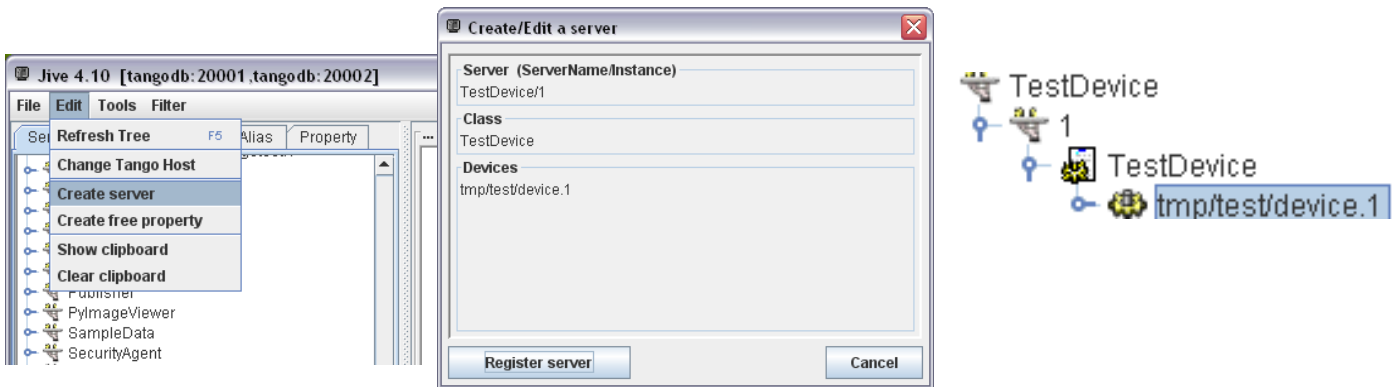 Jive 4.10 [tangodb:20001,tangodb:20002]
File Edit Tools Filter
Alias Property
Refresh Tree F5
Change Tango Host
Create server
Create free property
Show clipboard
Clear clipboard
Publisher
PyImageViewer
SampleData
SecurityAgent
Create/Edit a server
Server (ServerName/Instance)
TestDevice/1
Class
TestDevice
Devices
tmp/test/device.1
Register server Cancel
TestDevice
1
TestDevice
tmp/test/device.1